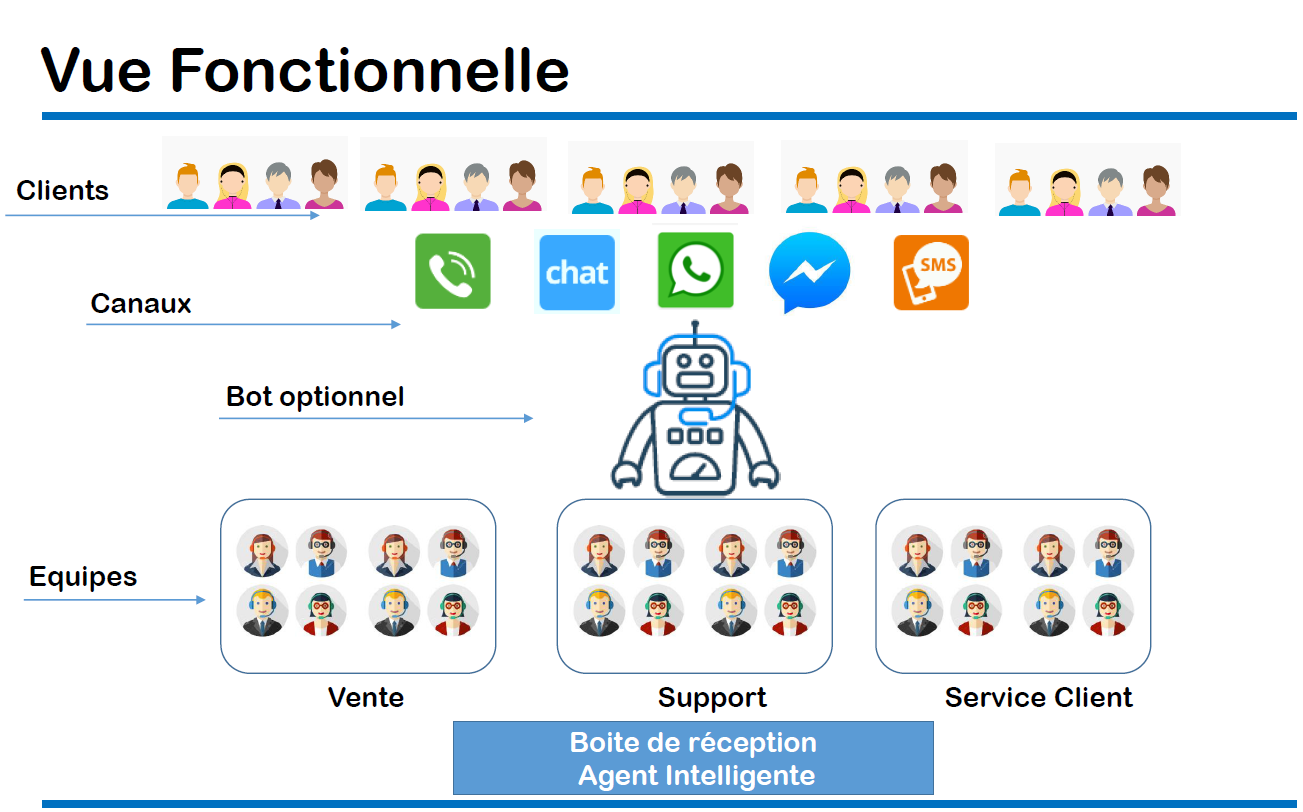 Vue Fonctionnelle
Clients
chat
SMS
Canaux
Bot optionnel
Equipes
Vente
Support
Service Client
Boite de réception
Agent Intelligente